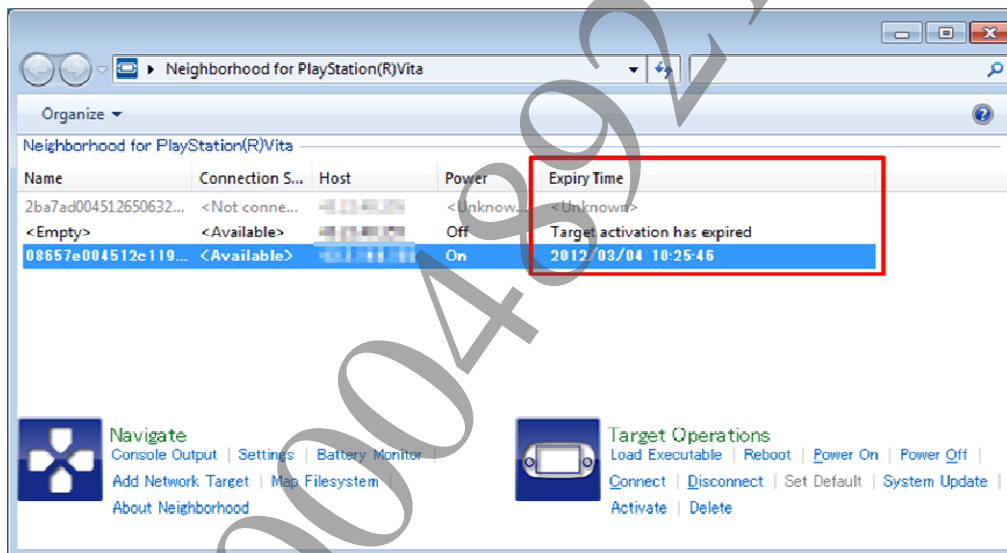 Neighborhood for PlayStation(R)Vita
Organize
Neighborhood for PlayStation(R)Vita
Name Connection S... Host Power Expiry Time
2ba7ad004512650632... <Not conne... <Unknow... <Unknown>
<Empty> <Available> Off Target activation has expired
08657e004512c119... <Available> On 2012/03/04 10:25:46
Navigate
Console Output | Settings | Battery Monitor |
Add Network Target | Map Filesystem |
About Neighborhood
Target Operations
Load Executable | Reboot | Power On | Power Off |
Connect | Disconnect | Set Default | System Update |
Activate | Delete